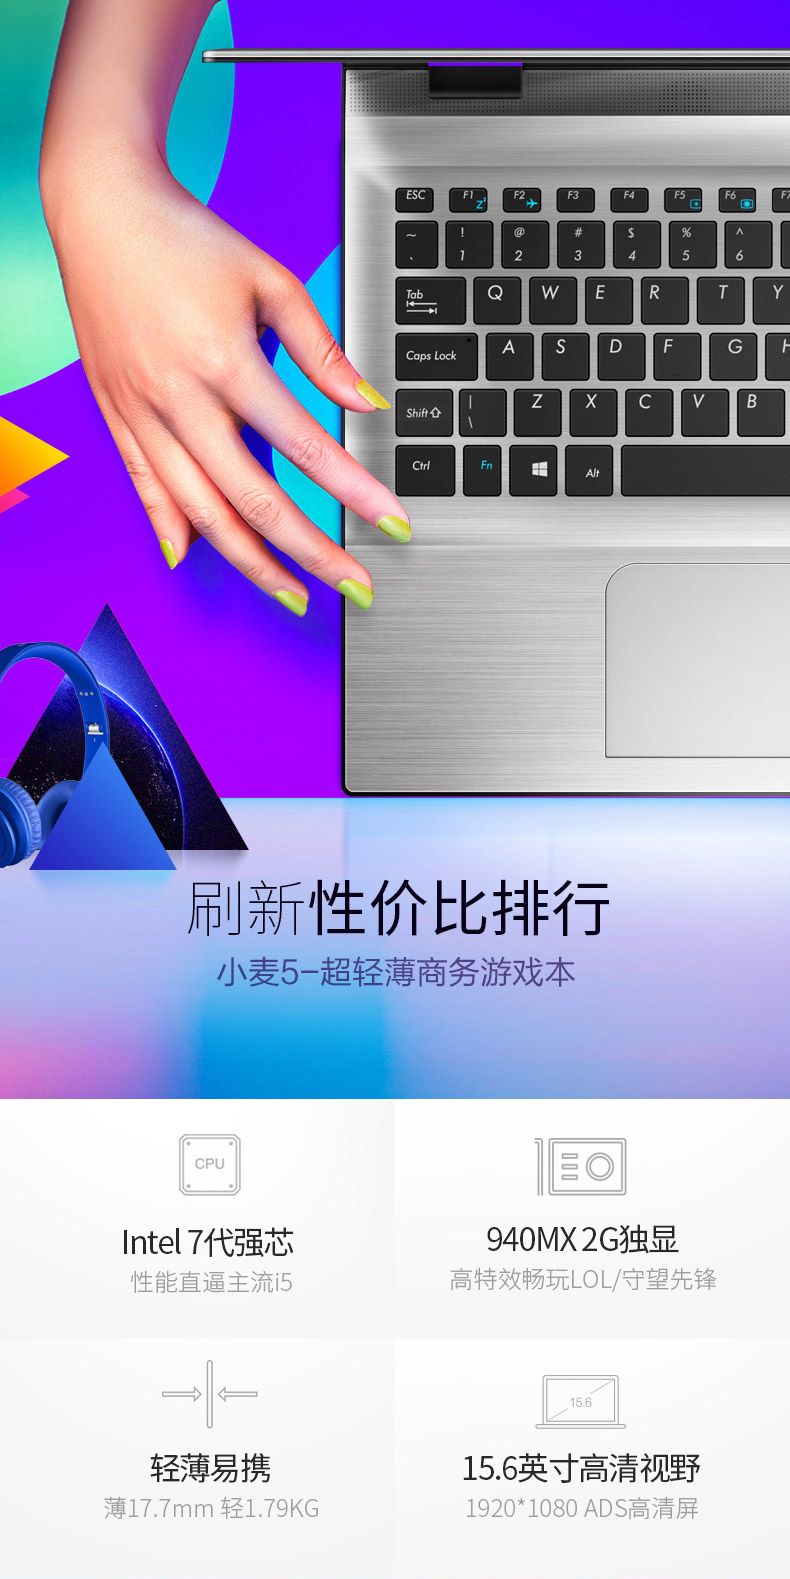 ESC F1 F2 F3 F4 F5 F6 F7
~ ! @ # $ % ^
、 1 2 3 4 5 6
Tab Q W E R T Y
Caps Lock A S D F G H
Shift | \ Z X C V B
Ctrl Fn Alt
刷新性价比排行
小麦5-超轻薄商务游戏本
CPU
Intel 7代强芯
性能直逼主流i5
940MX 2G独显
高特效畅玩LOL/守望先锋
轻薄易携
薄17.7mm 轻1.79KG
15.6
15.6英寸高清视野
1920*1080 ADS高清屏